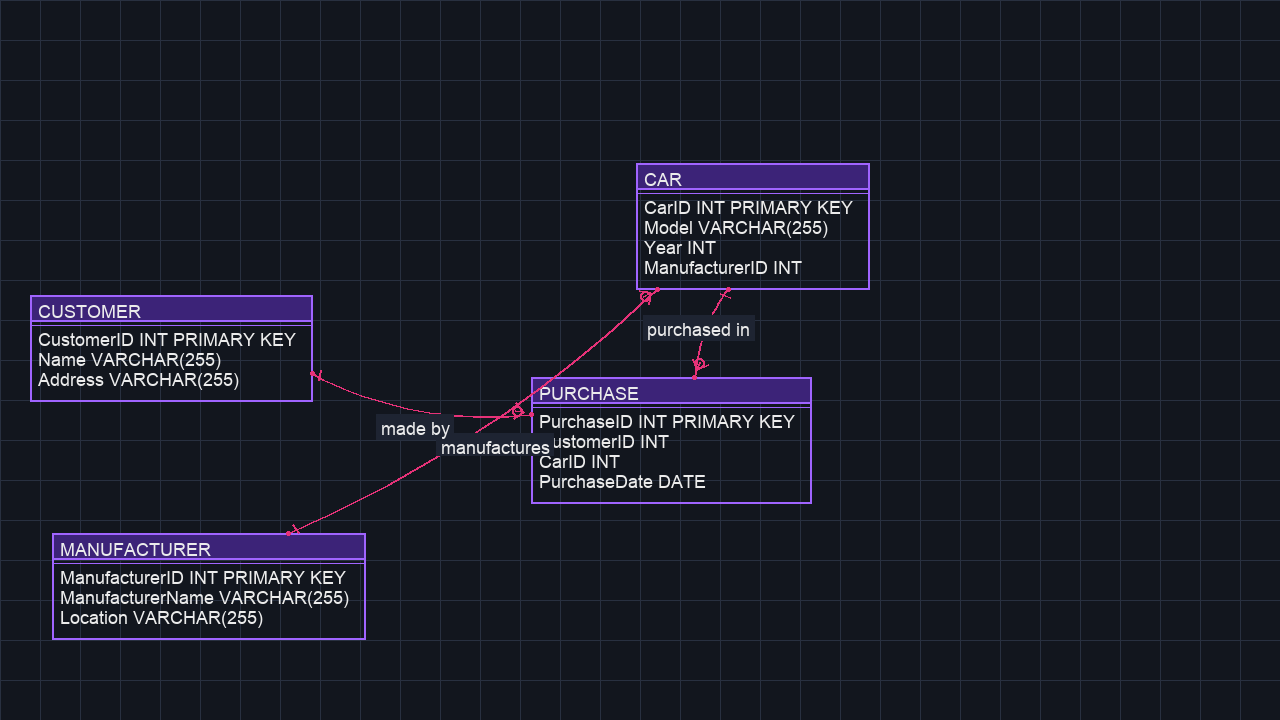 CAR
CarID INT PRIMARY KEY
Model VARCHAR(255)
Year INT
ManufacturerID INT
CUSTOMER
CustomerID INT PRIMARY KEY
Name VARCHAR(255)
Address VARCHAR(255)
purchased in
PURCHASE
PurchaseID INT PRIMARY KEY
ustomerID INT
CarID INT
PurchaseDate DATE
made by
manufactures
MANUFACTURER
ManufacturerID INT PRIMARY KEY
ManufacturerName VARCHAR(255)
Location VARCHAR(255)